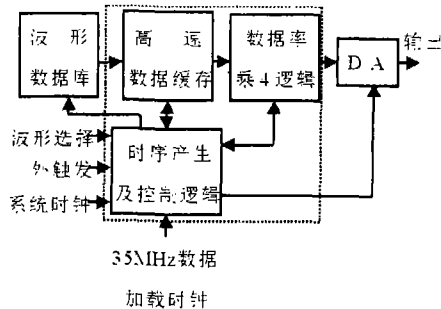 波形
数据库
高速
数据缓存
数据率
乘4逻辑
D A
输出
波形选择
外触发
系统时钟
时序产生
及控制逻辑
35MHz数据
加载时钟